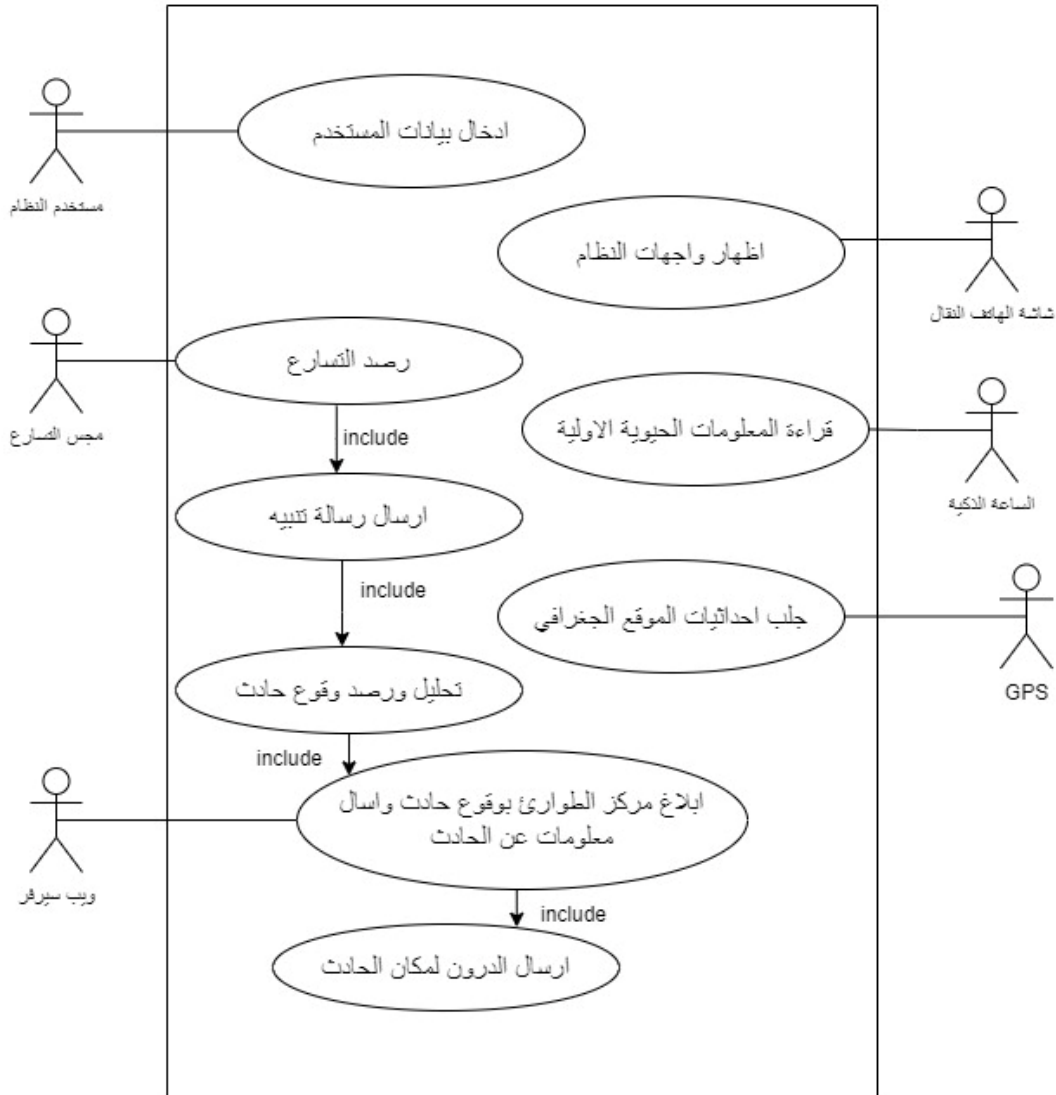 ادخال بيانات المستخدم
مستخدم النظام
اظهار واجهات النظام
شاشة الهاتف النقال
رصد التسارع
مجس التسارع
include
قراءة المعلومات الحيوية الاولية
الساعة الذكية
ارسال رسالة تنبيه
include
جلب احداثيات الموقع الجغرافي
GPS
تحليل ورصد وقوع حادث
include
ابلاغ مركز الطوارئ بوقوع حادث واسال
معلومات عن الحادث
ويب سيرفر
include
ارسال الدرون لمكان الحادث